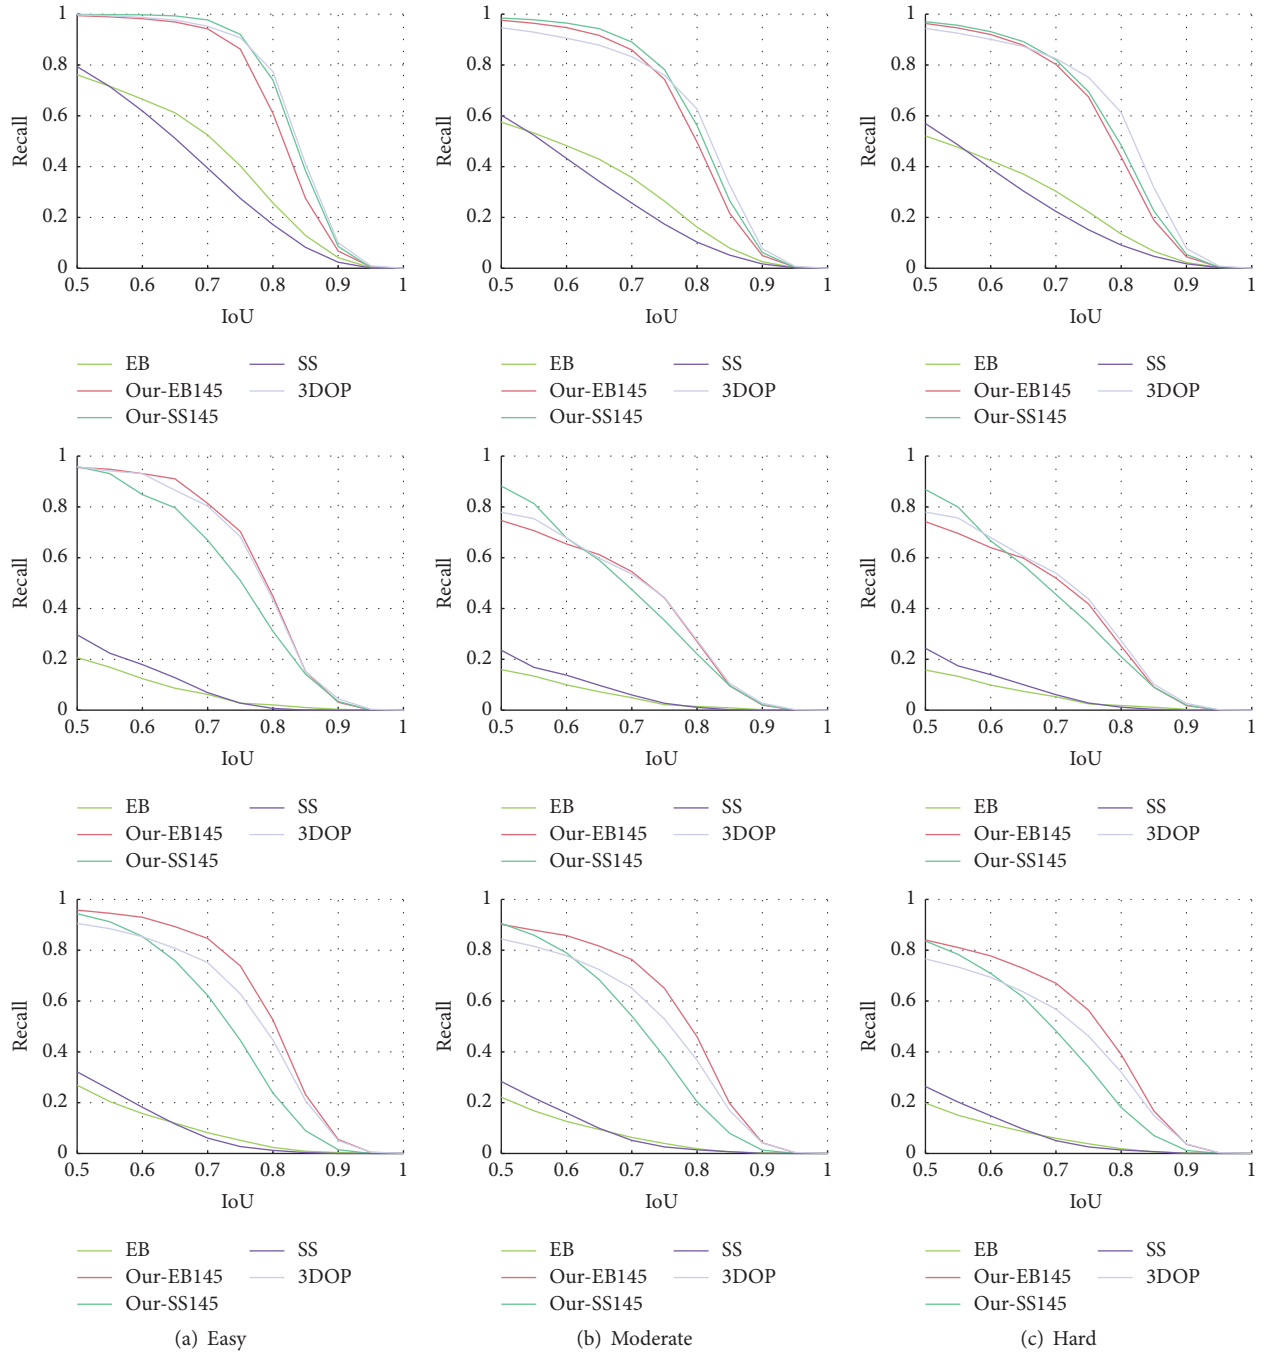 1 1 1
0.8 0.8 0.8
0.6 0.6 0.6
Recall Recall Recall
0.4 0.4 0.4
0.2 0.2 0.2
0 0 0
0.5 0.6 0.7 0.8 0.9 1 0.5 0.6 0.7 0.8 0.9 1 0.5 0.6 0.7 0.8 0.9 1
IoU IoU IoU
EB SS EB SS EB SS
Our-EB145 3DOP Our-EB145 3DOP Our-EB145 3DOP
Our-SS145 Our-SS145 Our-SS145
1 1 1
0.8 0.8 0.8
0.6 0.6 0.6
Recall Recall Recall
0.4 0.4 0.4
0.2 0.2 0.2
0 0 0
0.5 0.6 0.7 0.8 0.9 1 0.5 0.6 0.7 0.8 0.9 1 0.5 0.6 0.7 0.8 0.9 1
IoU IoU IoU
EB SS EB SS EB SS
Our-EB145 3DOP Our-EB145 3DOP Our-EB145 3DOP
Our-SS145 Our-SS145 Our-SS145
1 1 1
0.8 0.8 0.8
0.6 0.6 0.6
Recall Recall Recall
0.4 0.4 0.4
0.2 0.2 0.2
0 0 0
0.5 0.6 0.7 0.8 0.9 1 0.5 0.6 0.7 0.8 0.9 1 0.5 0.6 0.7 0.8 0.9 1
IoU IoU IoU
EB SS EB SS EB SS
Our-EB145 3DOP Our-EB145 3DOP Our-EB145 3DOP
Our-SS145 Our-SS145 Our-SS145
(a) Easy (b) Moderate (c) Hard